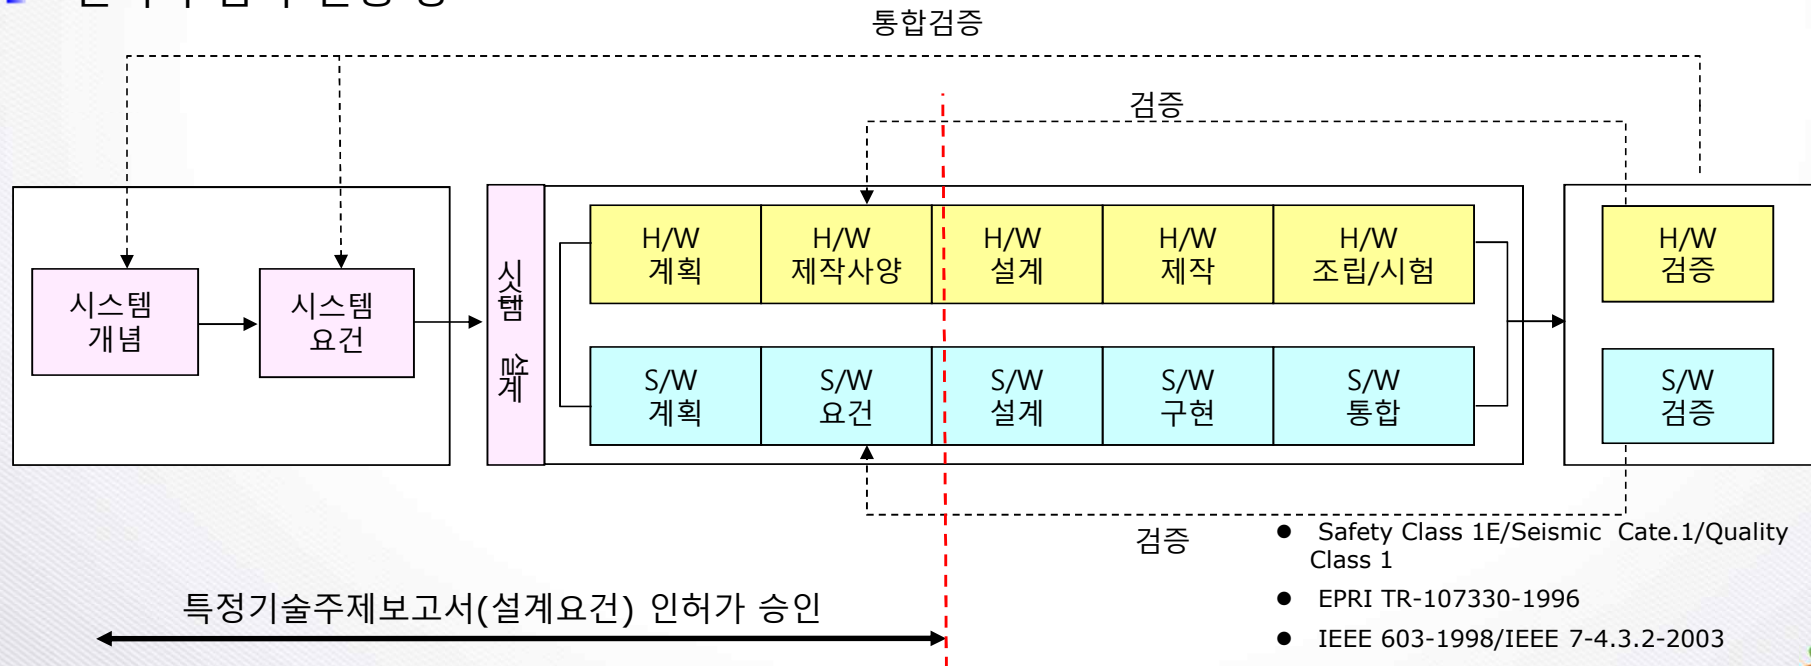 통합검증
검증
H/W
계획
H/W
제작사양
H/W
설계
H/W
제작
H/W
조립/시험
H/W
검증
시스템
개념
시스템
요건
시스템 설계
S/W
계획
S/W
요건
S/W
설계
S/W
구현
S/W
통합
S/W
검증
검증
● Safety Class 1E/Seismic Cate.1/Quality
Class 1
● EPRI TR-107330-1996
● IEEE 603-1998/IEEE 7-4.3.2-2003
특정기술주제보고서(설계요건) 인허가 승인